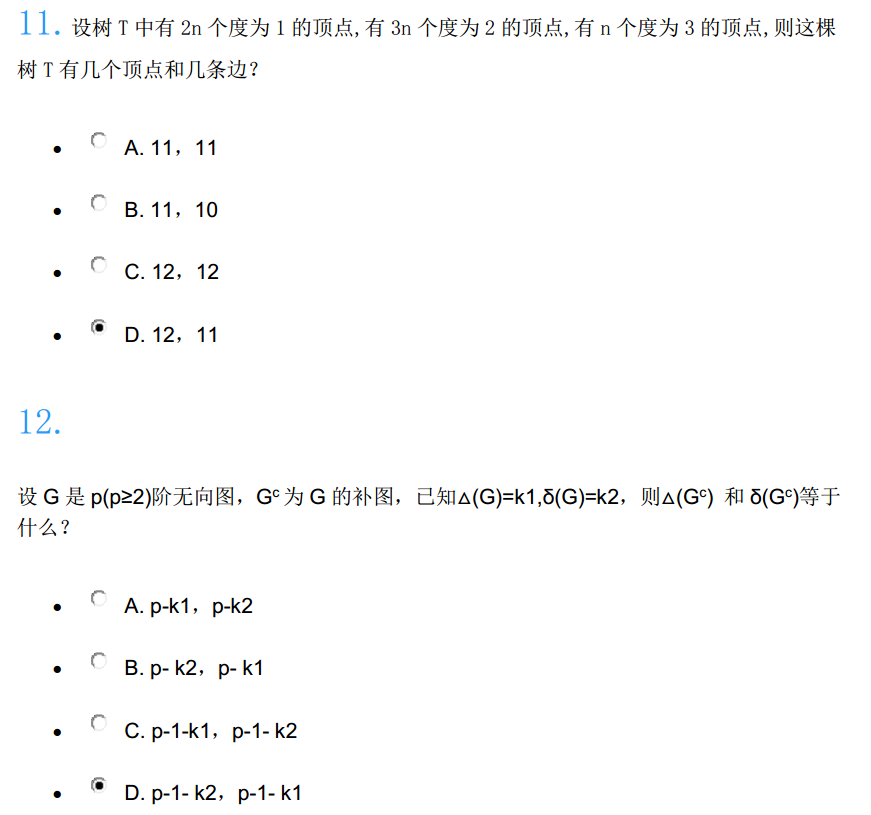 11. 设树 T 中有 2n 个度为 1 的顶点,有 3n 个度为 2 的顶点,有 n 个度为 3 的顶点,则这棵
树 T 有几个顶点和几条边?
A. 11，11
B. 11，10
C. 12，12
D. 12，11
12.
设 G 是 p(p≥2)阶无向图，Gᶜ 为 G 的补图，已知△(G)=k1,δ(G)=k2，则△(Gᶜ) 和 δ(Gᶜ)等于
什么?
A. p-k1，p-k2
B. p- k2，p- k1
C. p-1-k1，p-1- k2
D. p-1- k2，p-1- k1